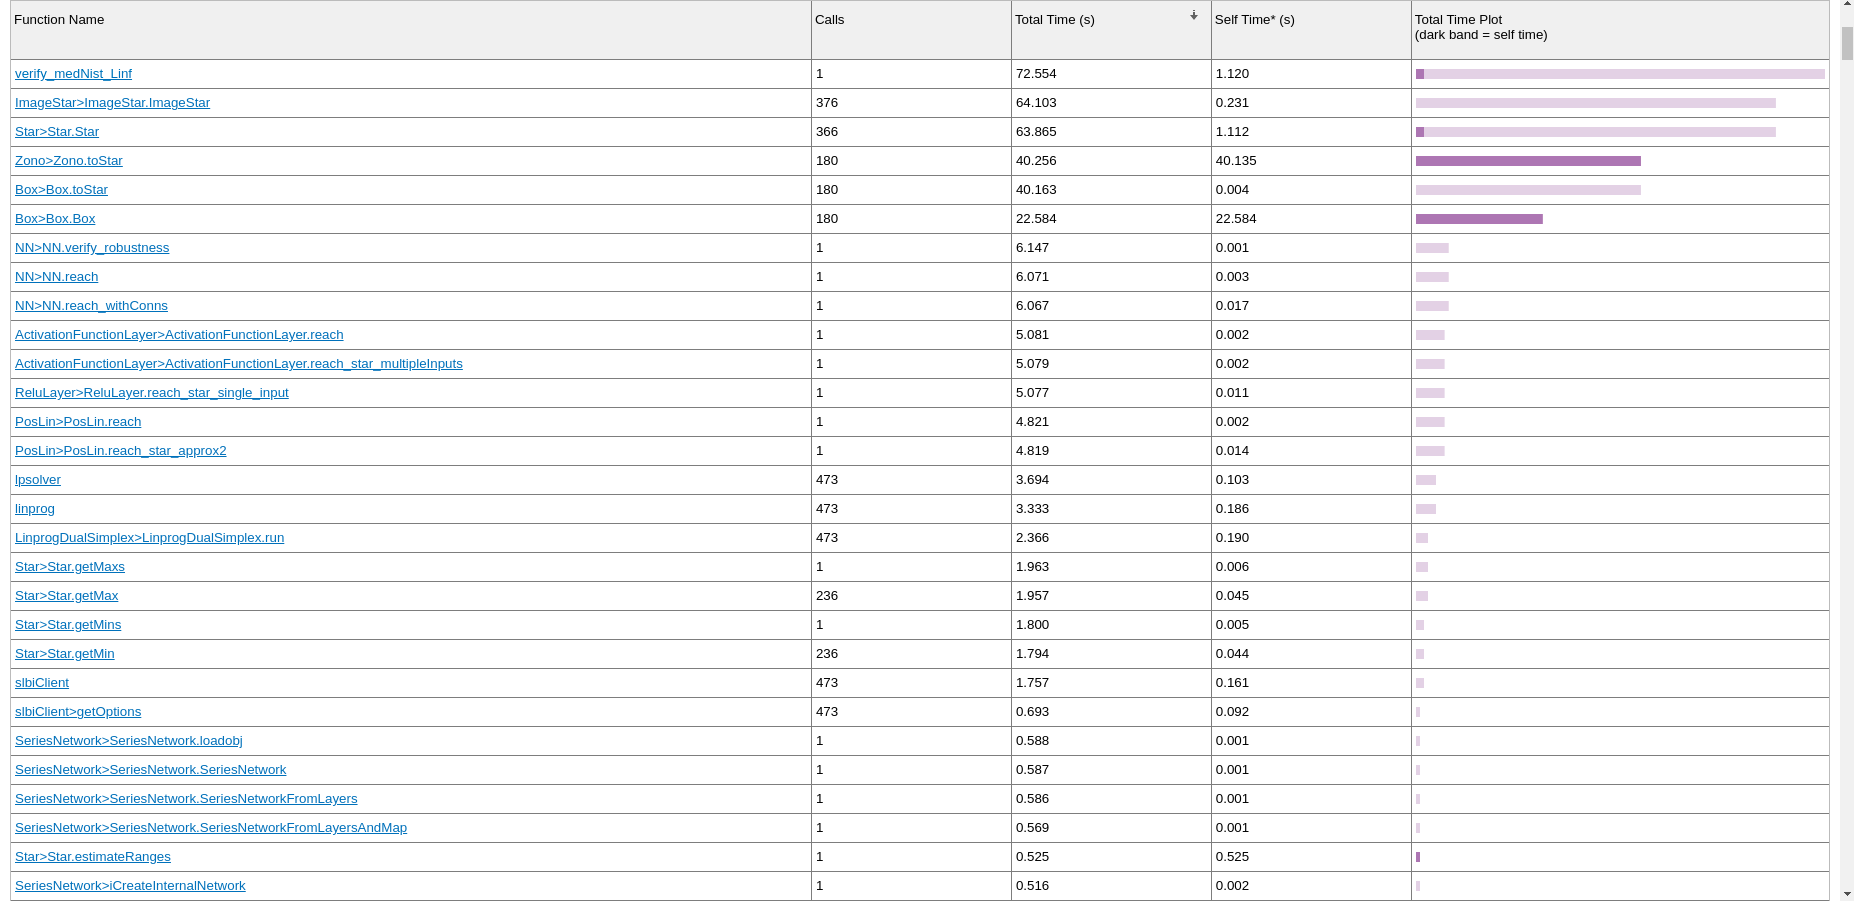 Function Name Calls Total Time (s) Self Time* (s) Total Time Plot
(dark band = self time)
verify_medNist_Linf 1 72.554 1.120
ImageStar>ImageStar.ImageStar 376 64.103 0.231
Star>Star.Star 366 63.865 1.112
Zono>Zono.toStar 180 40.256 40.135
Box>Box.toStar 180 40.163 0.004
Box>Box.Box 180 22.584 22.584
NN>NN.verify_robustness 1 6.147 0.001
NN>NN.reach 1 6.071 0.003
NN>NN.reach_withConns 1 6.067 0.017
ActivationFunctionLayer>ActivationFunctionLayer.reach 1 5.081 0.002
ActivationFunctionLayer>ActivationFunctionLayer.reach_star_multipleInputs 1 5.079 0.002
ReluLayer>ReluLayer.reach_star_single_input 1 5.077 0.011
PosLin>PosLin.reach 1 4.821 0.002
PosLin>PosLin.reach_star_approx2 1 4.819 0.014
lpsolver 473 3.694 0.103
linprog 473 3.333 0.186
LinprogDualSimplex>LinprogDualSimplex.run 473 2.366 0.190
Star>Star.getMaxs 1 1.963 0.006
Star>Star.getMax 236 1.957 0.045
Star>Star.getMins 1 1.800 0.005
Star>Star.getMin 236 1.794 0.044
slbiClient 473 1.757 0.161
slbiClient>getOptions 473 0.693 0.092
SeriesNetwork>SeriesNetwork.loadobj 1 0.588 0.001
SeriesNetwork>SeriesNetwork.SeriesNetwork 1 0.587 0.001
SeriesNetwork>SeriesNetwork.SeriesNetworkFromLayers 1 0.586 0.001
SeriesNetwork>SeriesNetwork.SeriesNetworkFromLayersAndMap 1 0.569 0.001
Star>Star.estimateRanges 1 0.525 0.525
SeriesNetwork>iCreateInternalNetwork 1 0.516 0.002